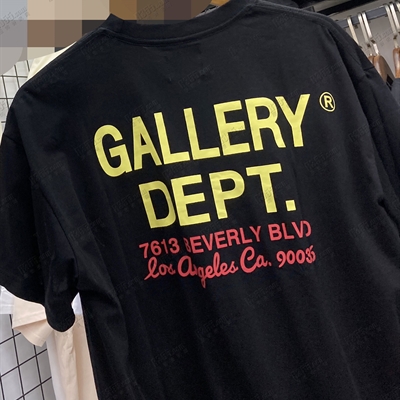 GALLERY®
DEPT.
7613 BEVERLY BLVD
Los Angeles Ca. 90036